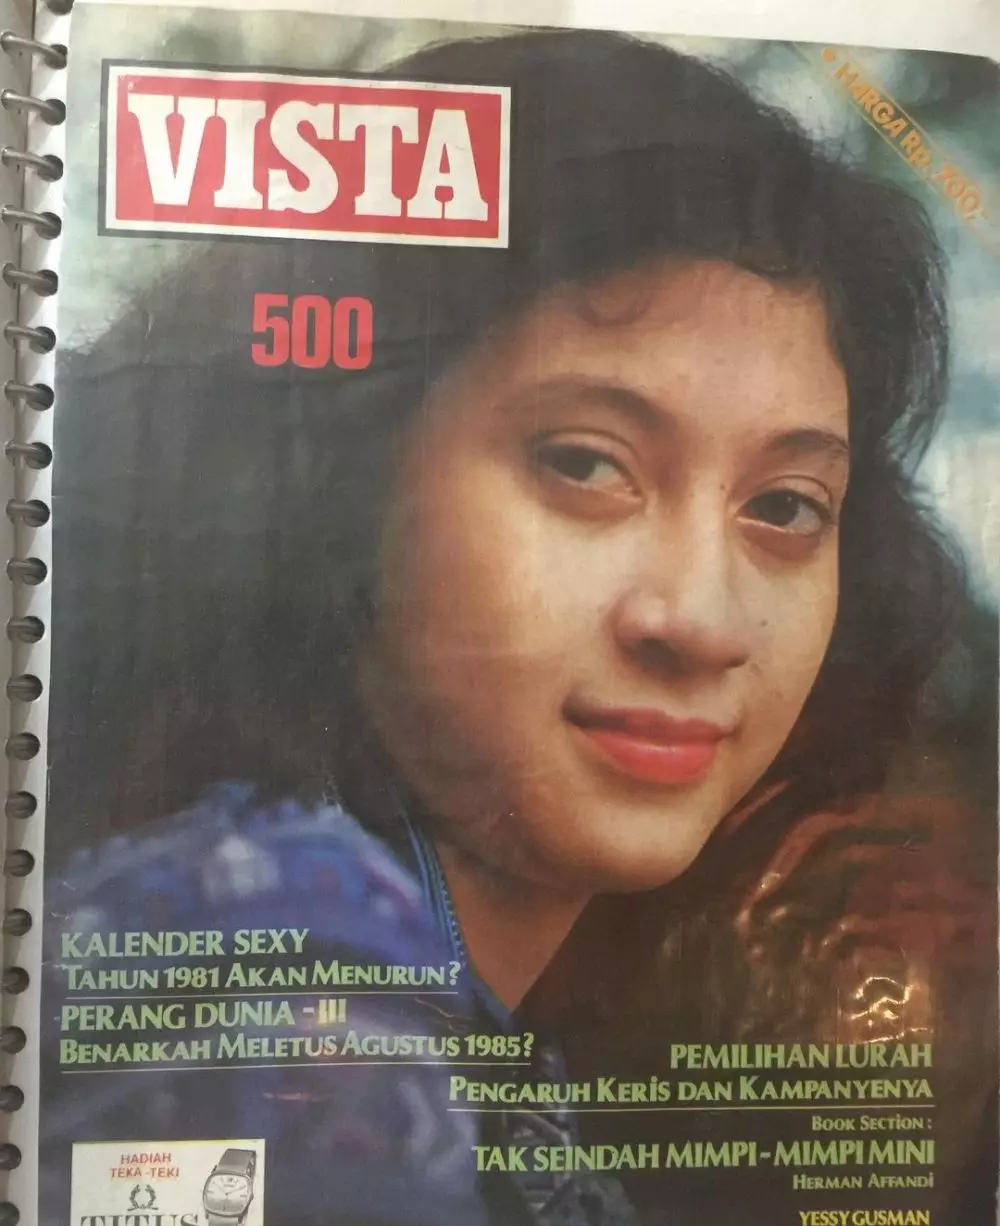 VISTA
HARGA RP. 700,-
500
KALENDER SEXY
TAHUN 1981 AKAN MENURUN?
PERANG DUNIA - III
BENARKAH MELETUS AGUSTUS 1985?
PEMILIHAN LURAH
PENGARUH KERIS DAN KAMPANYENYA
BOOK SECTION :
TAK SEINDAH MIMPI-MIMPI MINI
HERMAN AFFANDI
YESSY GUSMAN
HADIAH
TEKA-TEKI
TITUS